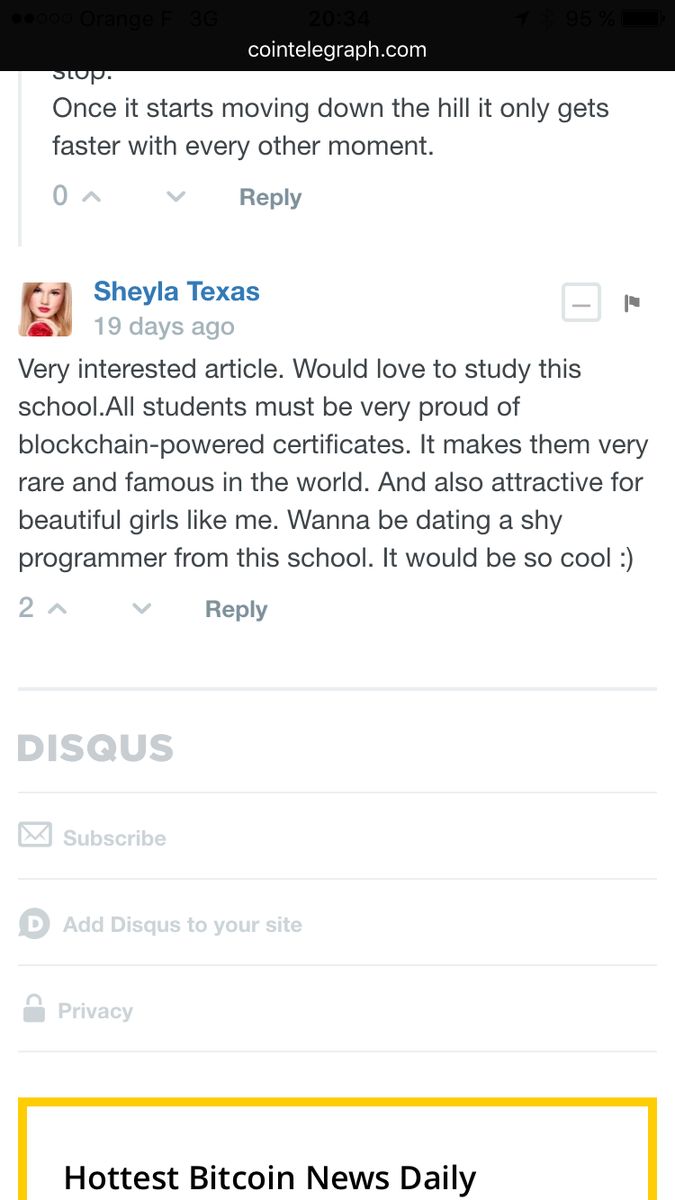 Orange F 3G 20:34 95 %
cointelegraph.com
stop.
Once it starts moving down the hill it only gets
faster with every other moment.
0 Reply
Sheyla Texas
19 days ago
Very interested article. Would love to study this
school.All students must be very proud of
blockchain-powered certificates. It makes them very
rare and famous in the world. And also attractive for
beautiful girls like me. Wanna be dating a shy
programmer from this school. It would be so cool :)
2 Reply
DISQUS
Subscribe
D Add Disqus to your site
Privacy
Hottest Bitcoin News Daily